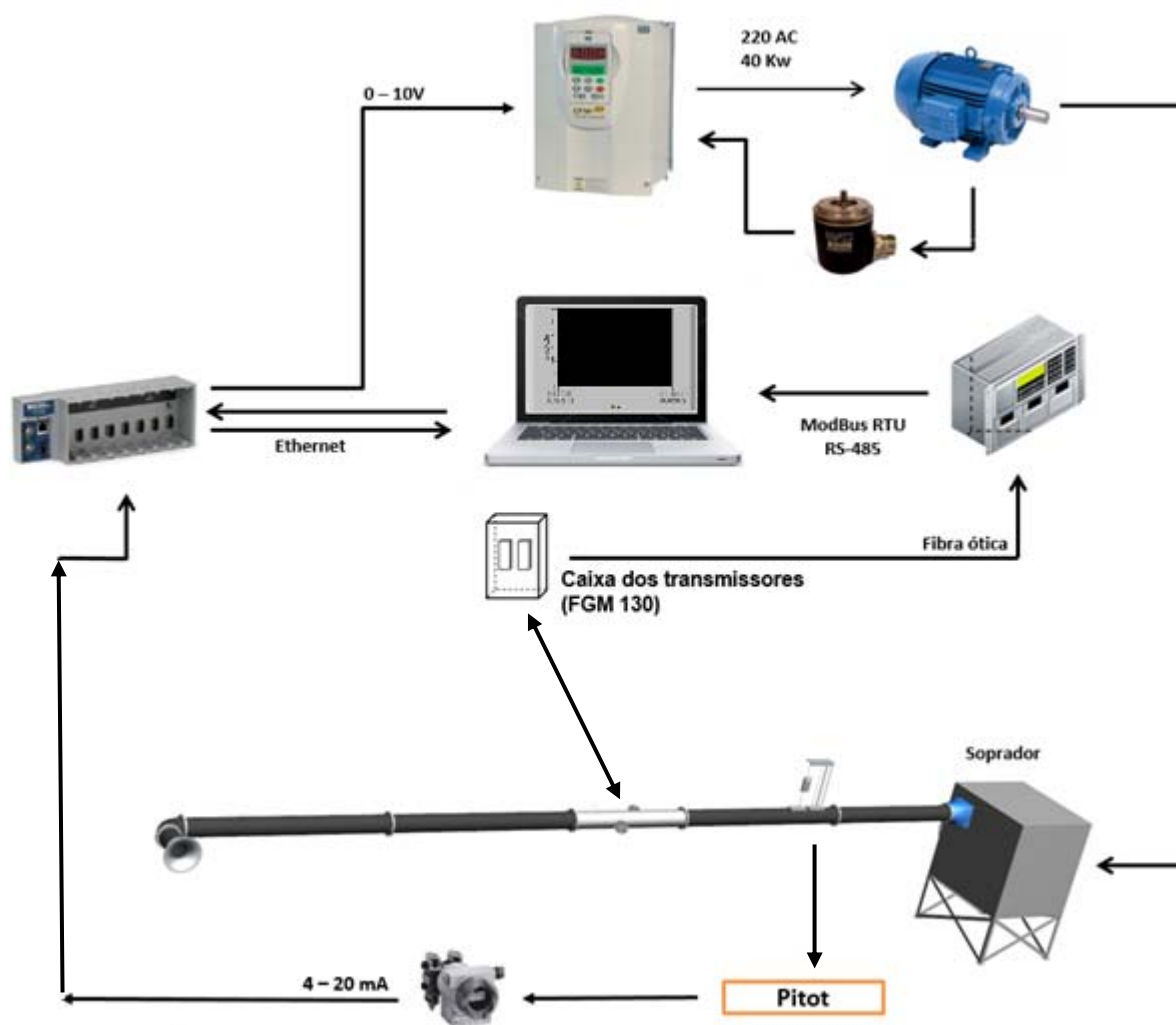 220 AC
40 Kw
0 – 10V
Ethernet
ModBus RTU
RS-485
Fibra ótica
Caixa dos transmissores
(FGM 130)
Soprador
4 – 20 mA
Pitot